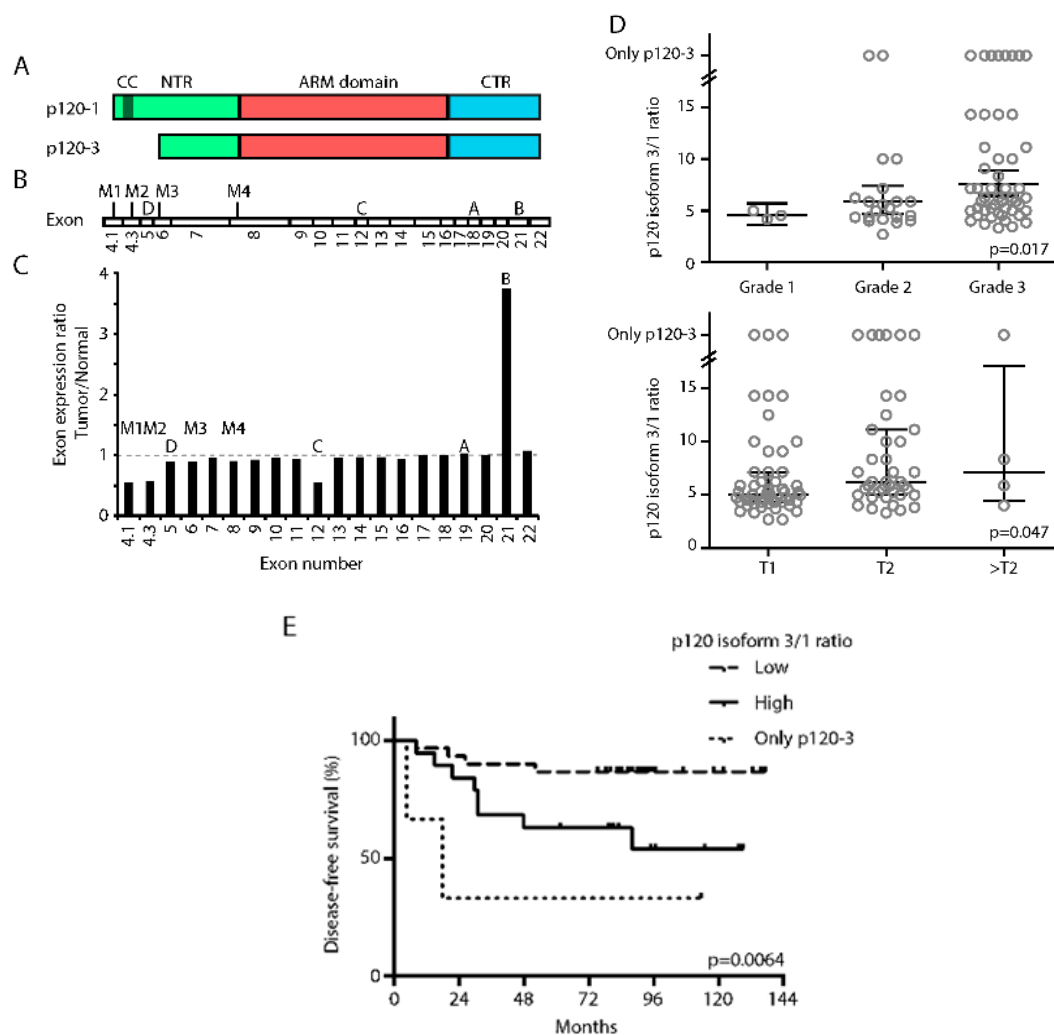 A
CC NTR ARM domain CTR
p120-1
p120-3
B
M1 M2 M3 M4
D C A B
Exon
4.1 4.3 5 6 7 8 9 10 11 12 13 14 15 16 17 18 19 20 21 22
C
Exon expression ratio
Tumor/Normal
4
3
2
1
0
M1 M2 D M3 M4 C A B
4.1 4.3 5 6 7 8 9 10 11 12 13 14 15 16 17 18 19 20 21 22
Exon number
D
p120 isoform 3/1 ratio
Only p120-3
15
10
5
0
p=0.017
Grade 1 Grade 2 Grade 3
p120 isoform 3/1 ratio
Only p120-3
15
10
5
0
p=0.047
T1 T2 >T2
E
p120 isoform 3/1 ratio
Low
High
Only p120-3
Disease-free survival (%)
100
50
0
p=0.0064
0 24 48 72 96 120 144
Months